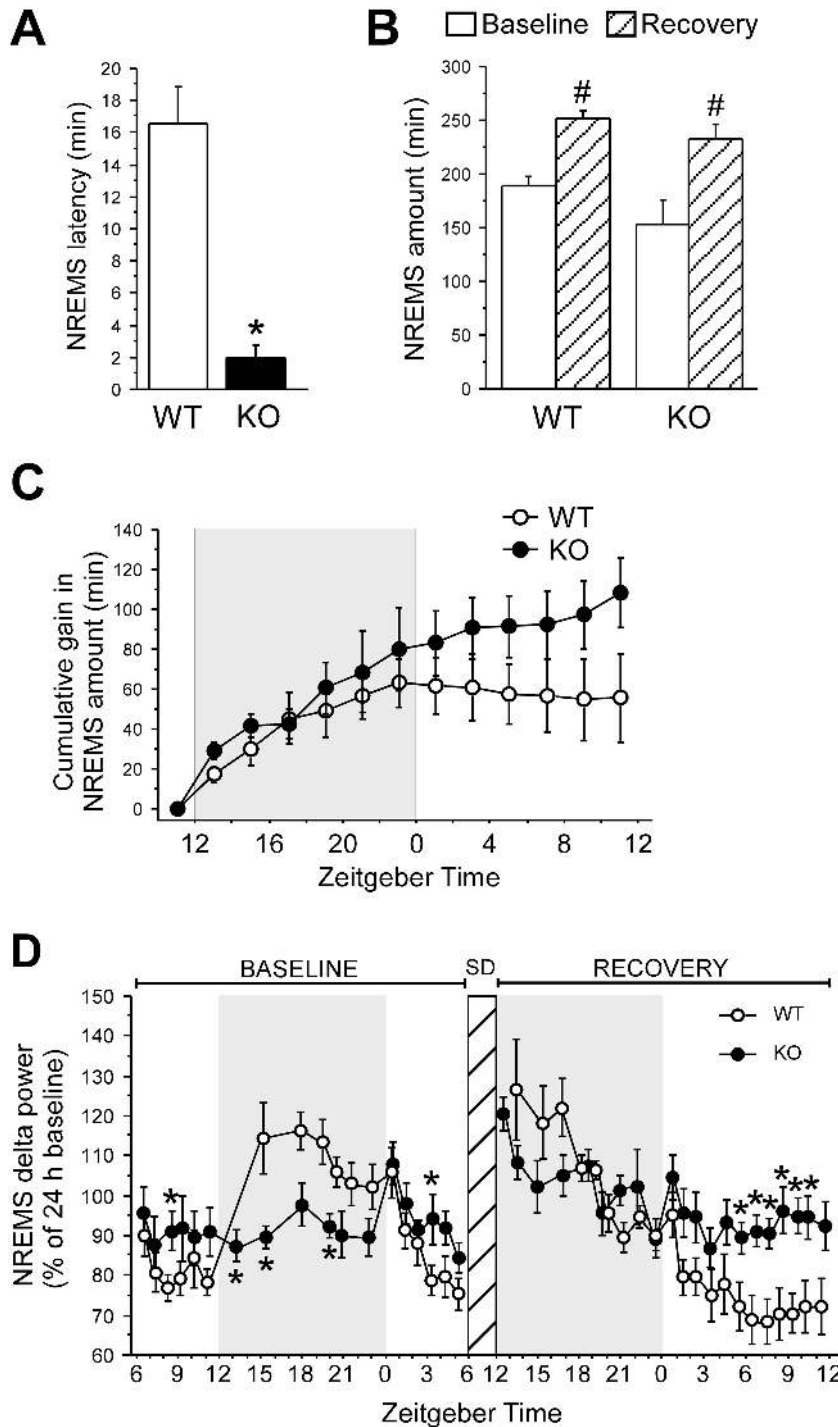 A
NREMS latency (min)
20
18
16
14
12
10
8
6
4
2
0
*
WT KO
B
Baseline Recovery
NREMS amount (min)
300
250
200
150
100
50
0
# #
WT KO
C
WT
KO
Cumulative gain in
NREMS amount (min)
140
120
100
80
60
40
20
0
12 16 20 0 4 8 12
Zeitgeber Time
D
BASELINE SD RECOVERY
WT
KO
NREMS delta power
(% of 24 h baseline)
150
140
130
120
110
100
90
80
70
60
* * * * * * * * * * *
6 9 12 15 18 21 0 3 6 12 15 18 21 0 3 6 9 12
Zeitgeber Time